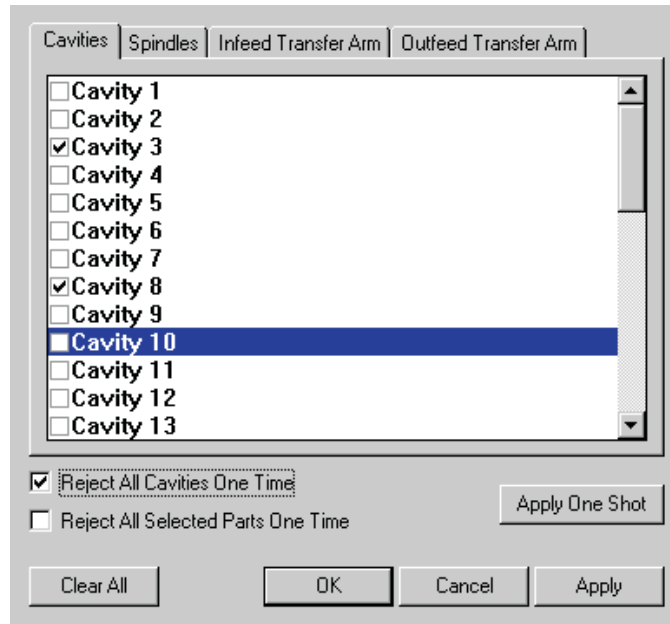 Cavities Spindles Infeed Transfer Arm Outfeed Transfer Arm
Cavity 1
Cavity 2
Cavity 3
Cavity 4
Cavity 5
Cavity 6
Cavity 7
Cavity 8
Cavity 9
Cavity 10
Cavity 11
Cavity 12
Cavity 13
Reject All Cavities One Time
Apply One Shot
Reject All Selected Parts One Time
Clear All OK Cancel Apply